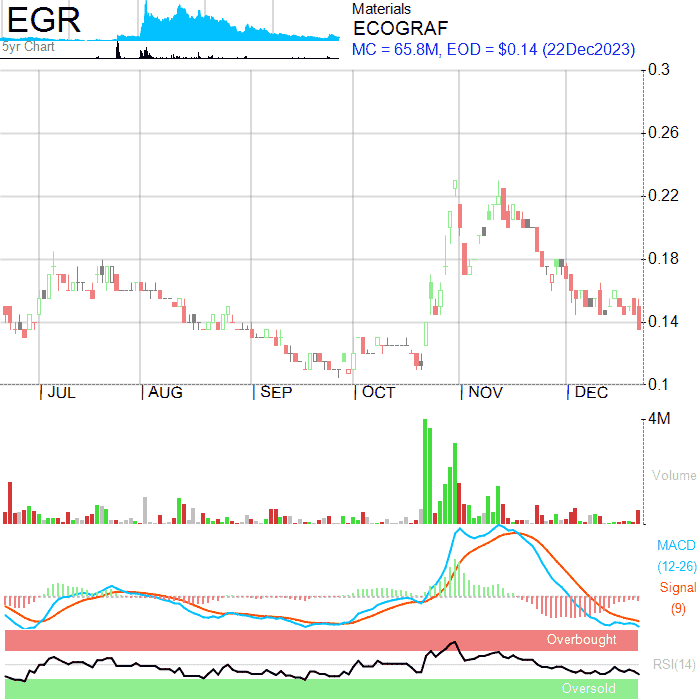 EGR
5yr Chart
Materials
ECOGRAF
MC = 65.8M, EOD = $0.14 (22Dec2023)
0.3
0.26
0.22
0.18
0.14
0.1
JUL AUG SEP OCT NOV DEC
4M
Volume
MACD
(12-26)
Signal
(9)
Overbought
RSI(14)
Oversold